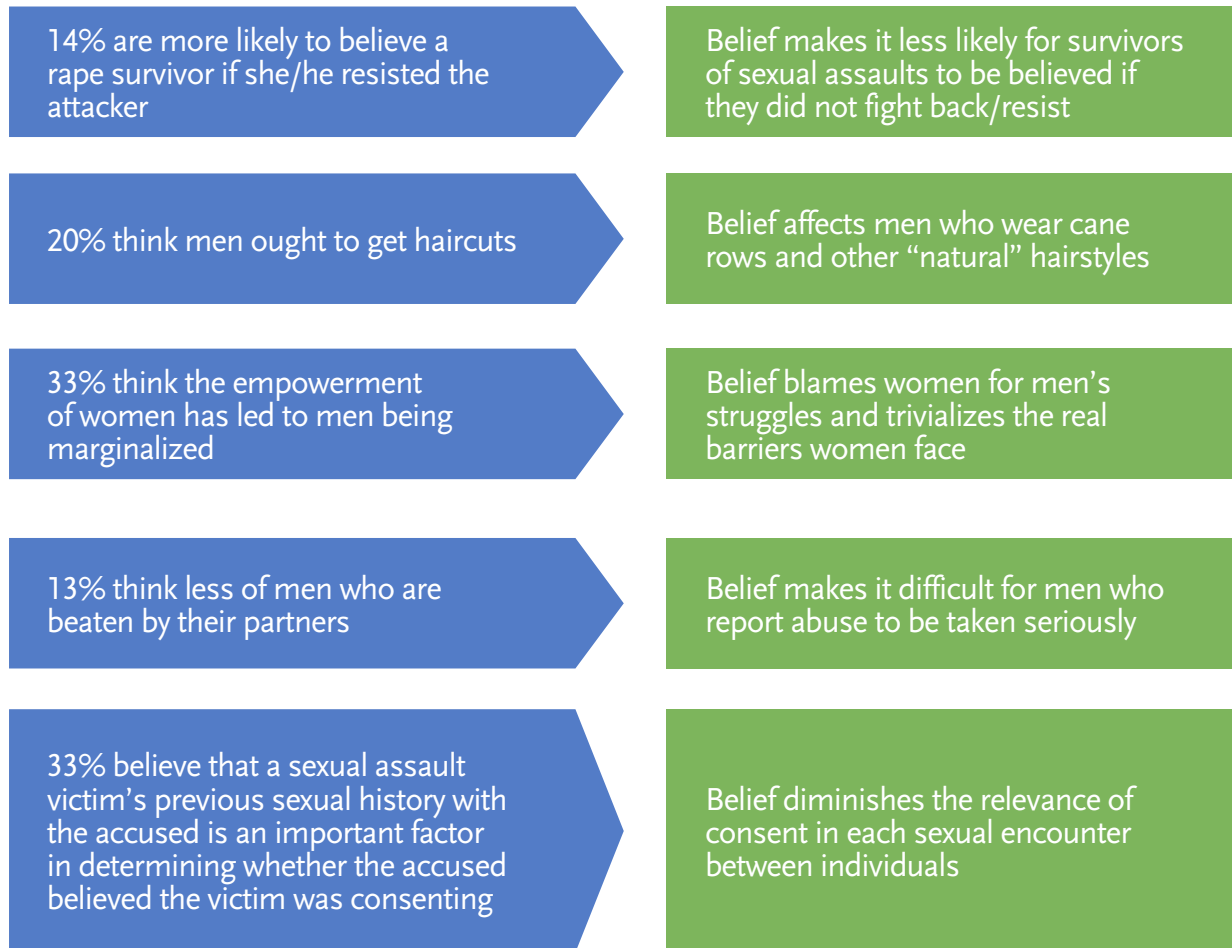 14% are more likely to believe a
rape survivor if she/he resisted the
attacker
Belief makes it less likely for survivors
of sexual assaults to be believed if
they did not fight back/resist
20% think men ought to get haircuts
Belief affects men who wear cane
rows and other “natural” hairstyles
33% think the empowerment
of women has led to men being
marginalized
Belief blames women for men’s
struggles and trivializes the real
barriers women face
13% think less of men who are
beaten by their partners
Belief makes it difficult for men who
report abuse to be taken seriously
33% believe that a sexual assault
victim’s previous sexual history with
the accused is an important factor
in determining whether the accused
believed the victim was consenting
Belief diminishes the relevance of
consent in each sexual encounter
between individuals